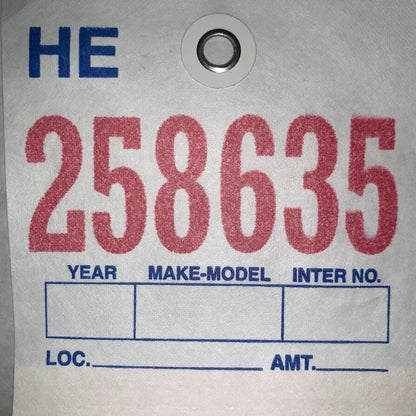 HE
258635
YEAR MAKE-MODEL INTER NO.
LOC. AMT.